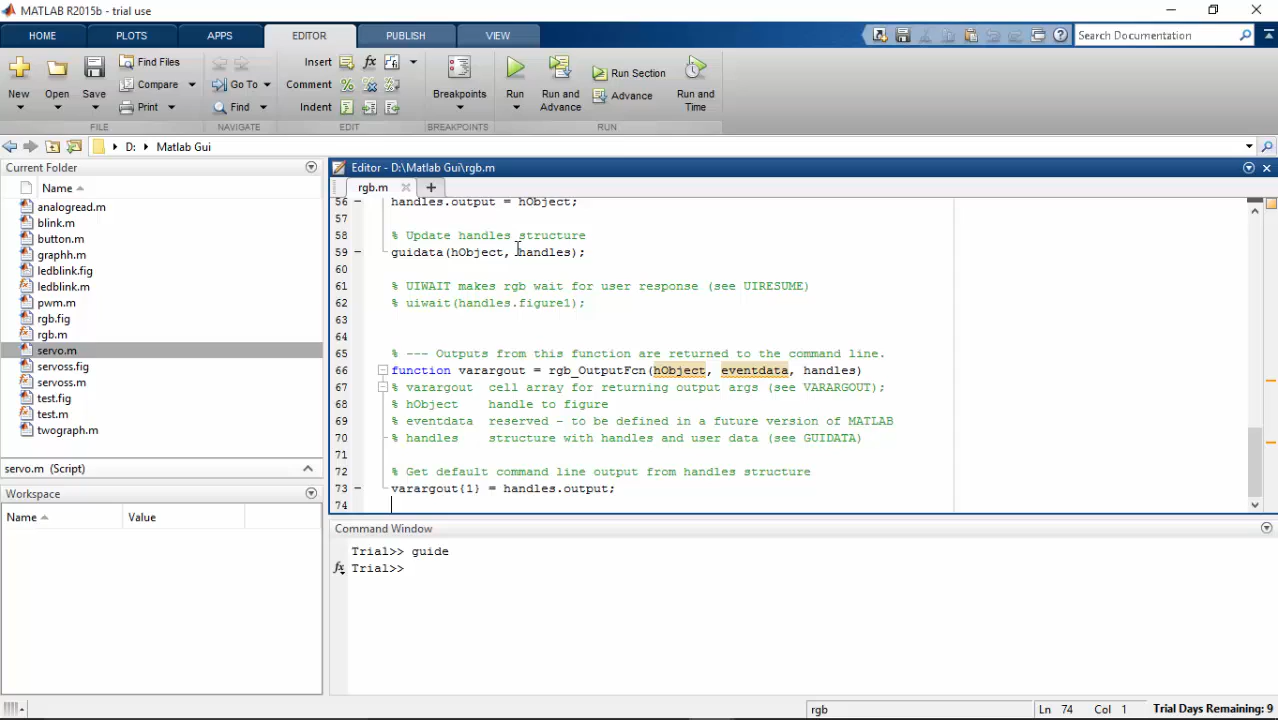 MATLAB R2015b - trial use
HOME PLOTS APPS EDITOR PUBLISH VIEW Search Documentation
New Open Save Find Files Compare Print
Go To Find
Insert fx
Comment
Indent
Breakpoints
Run Run and Advance Run Section Advance Run and Time
FILE NAVIGATE EDIT BREAKPOINTS RUN
D: Matlab Gui
Current Folder
Name
analogread.m
blink.m
button.m
graphh.m
ledblink.fig
ledblink.m
pwm.m
rgb.fig
rgb.m
servo.m
servoss.fig
servoss.m
test.fig
test.m
twograph.m
servo.m (Script)
Workspace
Name Value
Editor - D:\Matlab Gui\rgb.m
rgb.m
56 handles.output = hObject;
57
58 % Update handles structure
59 guidata(hObject, handles);
60
61 % UIWAIT makes rgb wait for user response (see UIRESUME)
62 % uiwait(handles.figure1);
63
64
65 % --- Outputs from this function are returned to the command line.
66 function varargout = rgb_OutputFcn(hObject, eventdata, handles)
67 % varargout cell array for returning output args (see VARARGOUT);
68 % hObject handle to figure
69 % eventdata reserved - to be defined in a future version of MATLAB
70 % handles structure with handles and user data (see GUIDATA)
71
72 % Get default command line output from handles structure
73 varargout{1} = handles.output;
74
Command Window
Trial>> guide
fx Trial>>
rgb Ln 74 Col 1 Trial Days Remaining: 9